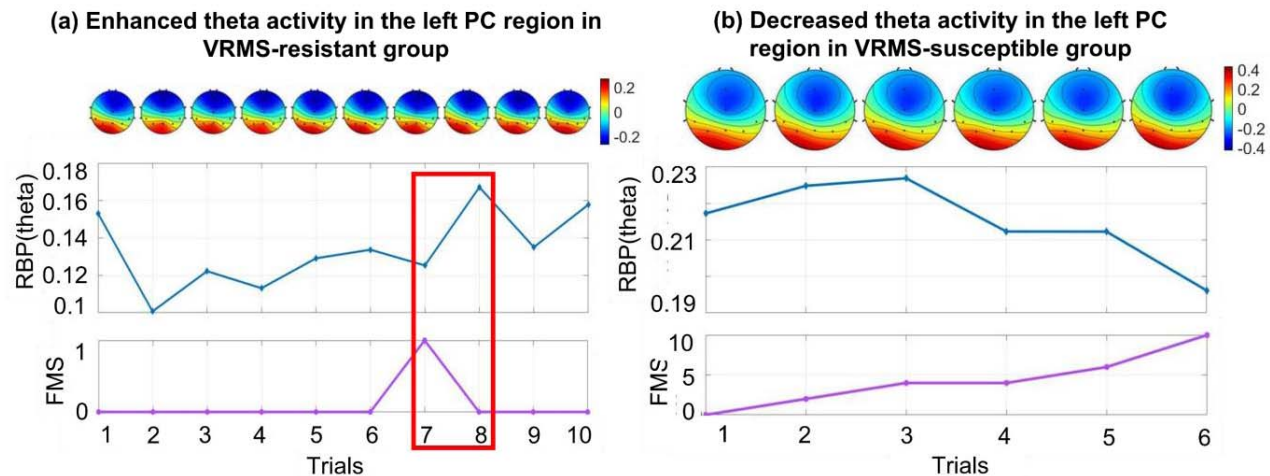 (a) Enhanced theta activity in the left PC region in
VRMS-resistant group
0.2
0
-0.2
RBP(theta)
0.18
0.16
0.14
0.12
0.1
FMS
1
0
1 2 3 4 5 6 7 8 9 10
Trials
(b) Decreased theta activity in the left PC
region in VRMS-susceptible group
0.4
0.2
0
-0.2
-0.4
RBP(theta)
0.23
0.21
0.19
FMS
10
5
0
1 2 3 4 5 6
Trials